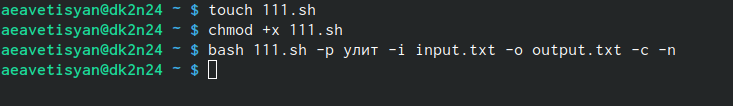 aeavetisyan@dk2n24 ~ $ touch 111.sh
aeavetisyan@dk2n24 ~ $ chmod +x 111.sh
aeavetisyan@dk2n24 ~ $ bash 111.sh -p улит -i input.txt -o output.txt -c -n
aeavetisyan@dk2n24 ~ $